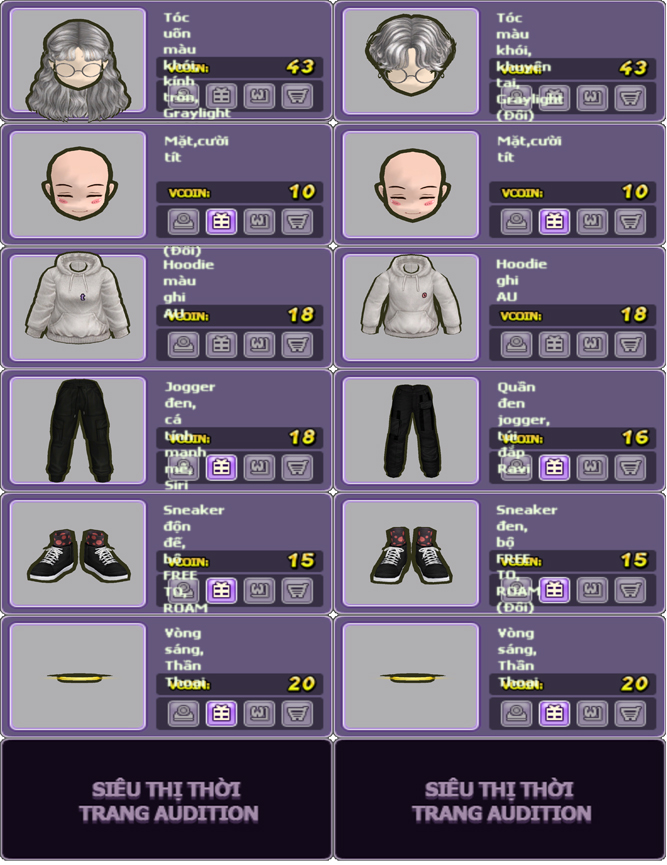 Tóc
uốn
màu
khói,
kính
tròn,
Graylight
VCOIN: 43
Tóc
màu
khói,
khuyên
tai,
Graylight
(Đôi)
VCOIN: 43
Mặt,cười
tít
VCOIN: 10
Mặt,cười
tít
VCOIN: 10
(Đôi)
Hoodie
màu
ghi
AU
VCOIN: 18
Hoodie
ghi
AU
VCOIN: 18
Jogger
đen,
cá
tính
mạnh
mẽ,
Siri
VCOIN: 18
Quần
đen
jogger,
túi
đắp
Ravi
VCOIN: 16
Sneaker
độn
đế,
bộ
FREE
TO,
ROAM
VCOIN: 15
Sneaker
đen,
bộ
FREE
TO,
ROAM
(Đôi)
VCOIN: 15
Vòng
sáng,
Thần
Thoại
VCOIN: 20
Vòng
sáng,
Thần
Thoại
VCOIN: 20
SIÊU THỊ THỜI
TRANG AUDITION
SIÊU THỊ THỜI
TRANG AUDITION